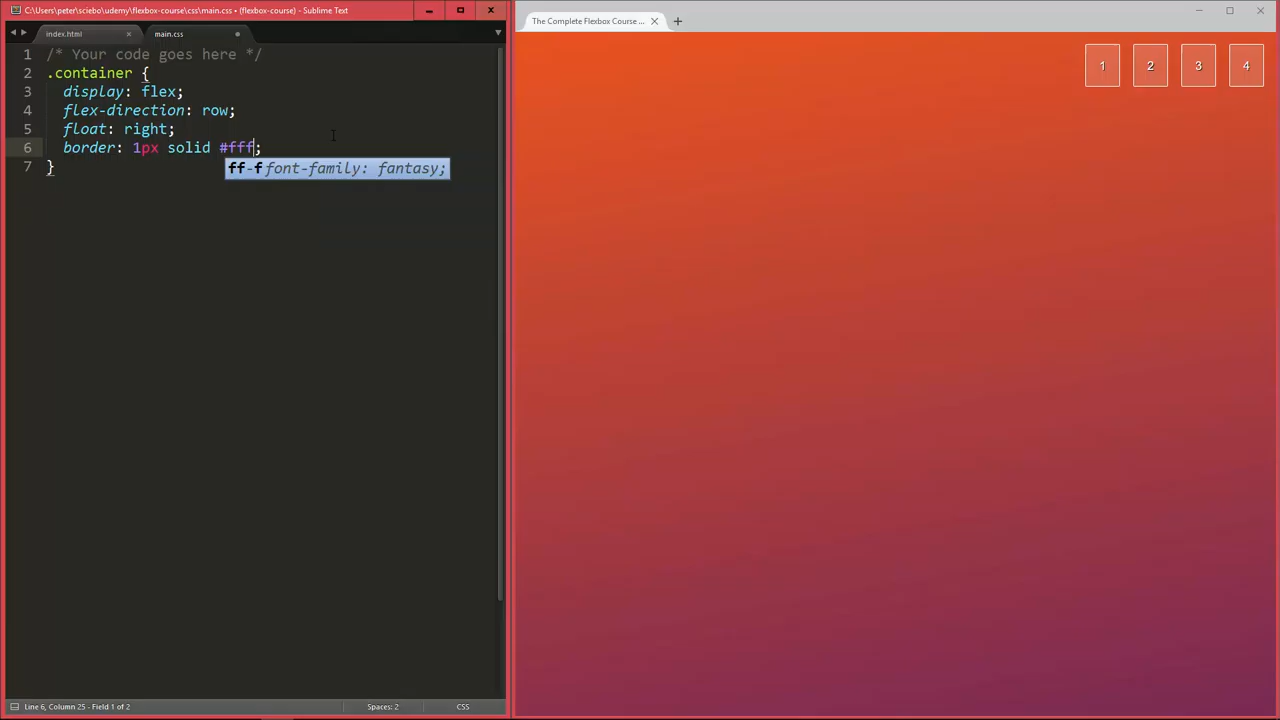 C:\Users\peter\sciebo\udemy\flexbox-course\css\main.css • (flexbox-course) - Sublime Text
index.html
main.css
1 /* Your code goes here */
2 .container {
3 display: flex;
4 flex-direction: row;
5 float: right;
6 border: 1px solid #fff;
7 }
ff-f font-family: fantasy;
Line 6, Column 25 - Field 1 of 2
Spaces: 2
CSS
The Complete Flexbox Course ...
1 2 3 4